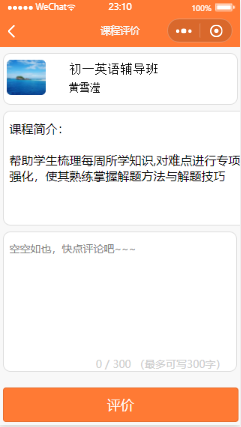 WeChat 23:10 100%
课程评价
初一英语辅导班
黄雪滢
课程简介：
帮助学生梳理每周所学知识,对难点进行专项
强化，使其熟练掌握解题方法与解题技巧
空空如也，快点评论吧~~~
0 / 300 （最多可写300字）
评价